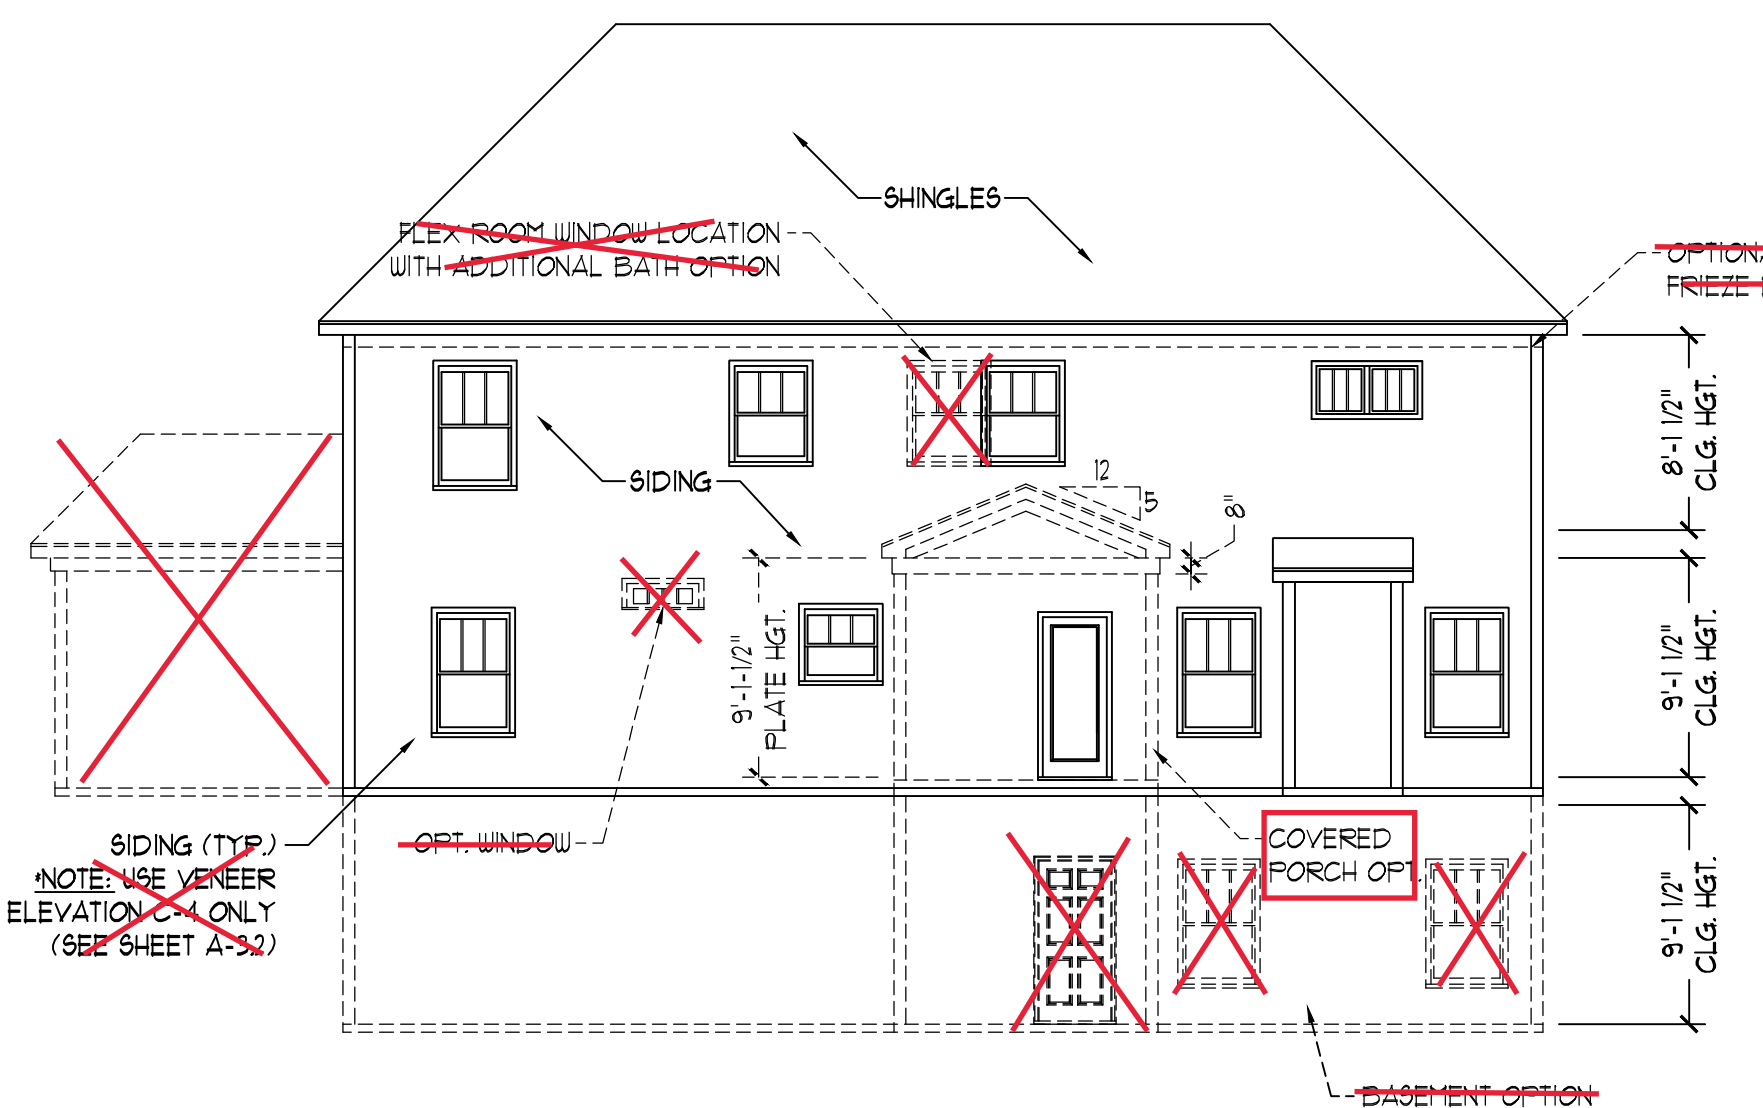 SHINGLES
FLEX ROOM WINDOW LOCATION
WITH ADDITIONAL BATH OPTION
OPTIONA
FRIEZE
8'-1 1/2"
CLG. HGT.
SIDING
12
5
8"
9'-1-1/2"
PLATE HGT.
9'-1 1/2"
CLG. HGT.
SIDING (TYP.)
*NOTE: USE VENEER
ELEVATION C-4 ONLY
(SEE SHEET A-3.2)
OPT. WINDOW
COVERED
PORCH OPT.
9'-1 1/2"
CLG. HGT.
BASEMENT OPTION